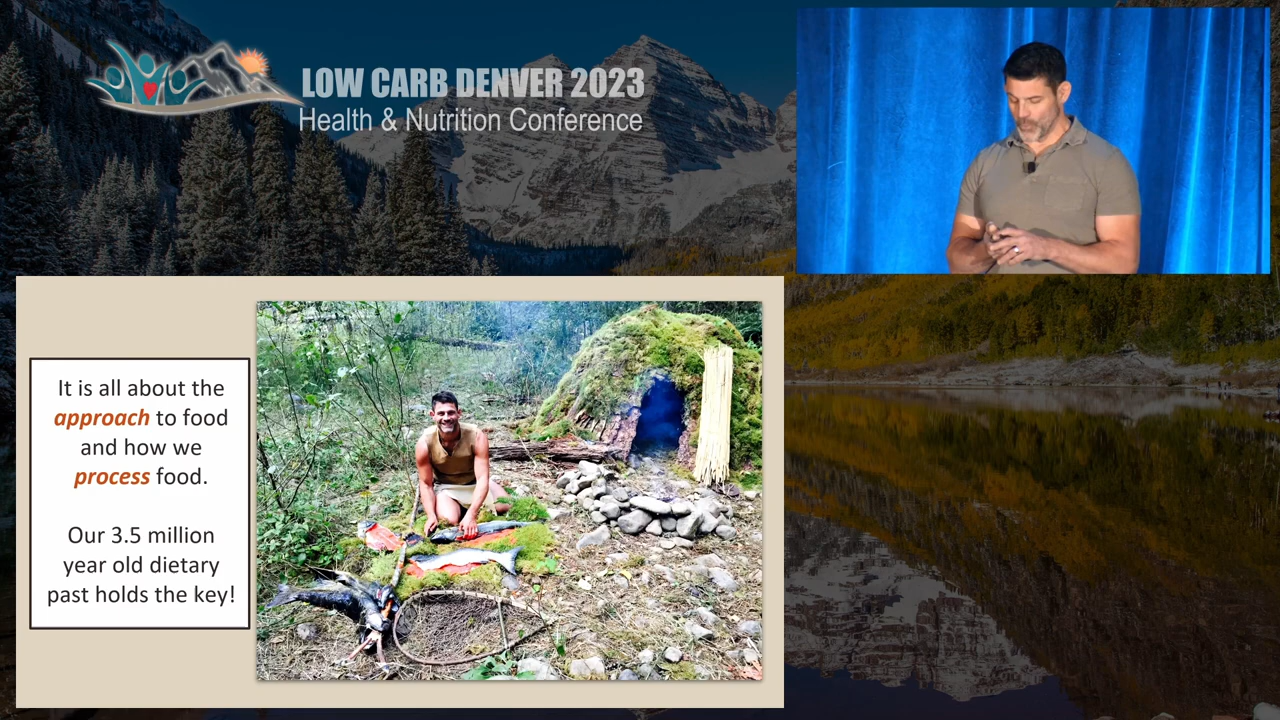 LOW CARB DENVER 2023
Health & Nutrition Conference
It is all about the
approach to food
and how we
process food.
Our 3.5 million
year old dietary
past holds the key!